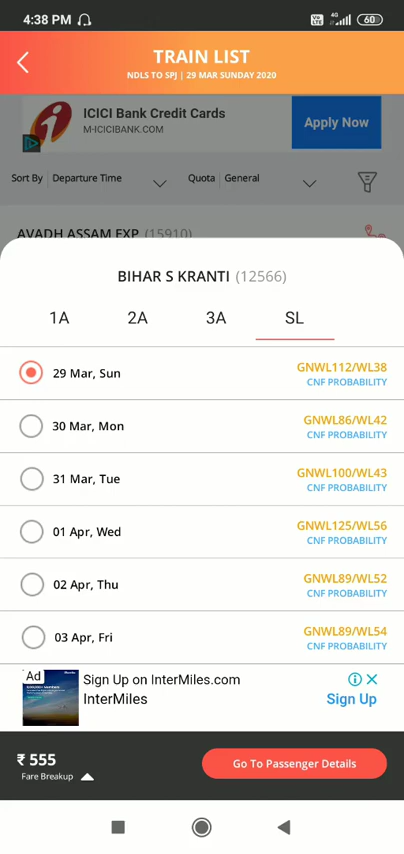 4:38 PM
Vo LTE 4G 60
TRAIN LIST
NDLS TO SPJ | 29 MAR SUNDAY 2020
ICICI Bank Credit Cards
M-ICICIBANK.COM
Apply Now
Sort By Departure Time Quota General
AVADH ASSAM EXP (15910)
BIHAR S KRANTI (12566)
1A 2A 3A SL
29 Mar, Sun GNWL112/WL38
CNF PROBABILITY
30 Mar, Mon GNWL86/WL42
CNF PROBABILITY
31 Mar, Tue GNWL100/WL43
CNF PROBABILITY
01 Apr, Wed GNWL125/WL56
CNF PROBABILITY
02 Apr, Thu GNWL89/WL52
CNF PROBABILITY
03 Apr, Fri GNWL89/WL54
CNF PROBABILITY
Ad
Sign Up on InterMiles.com
InterMiles Sign Up
₹ 555
Fare Breakup
Go To Passenger Details